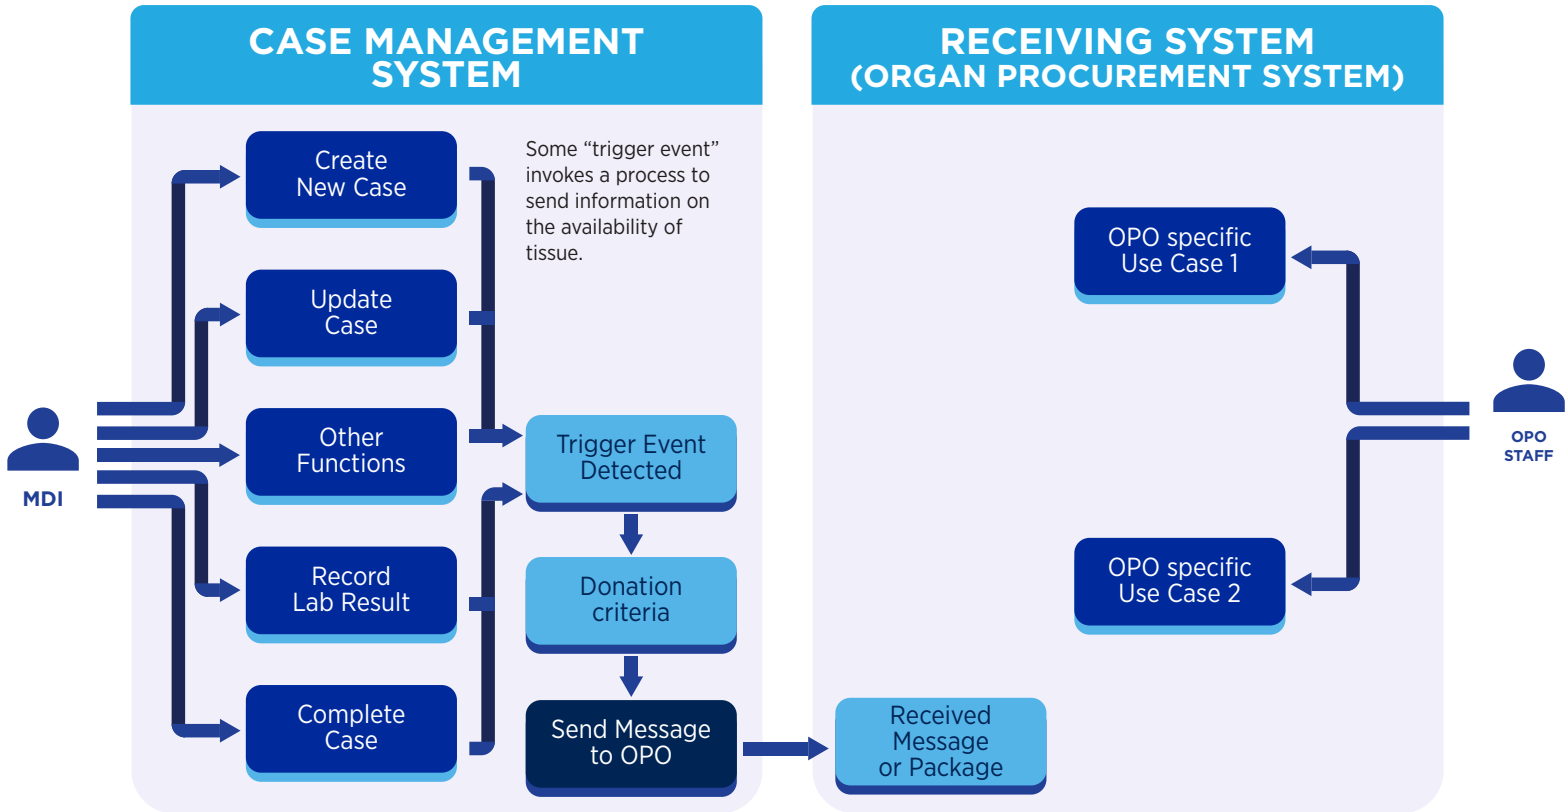 CASE MANAGEMENT
SYSTEM
RECEIVING SYSTEM
(ORGAN PROCUREMENT SYSTEM)
Create
New Case
Some “trigger event”
invokes a process to
send information on
the availability of
tissue.
Update
Case
Other
Functions
Record
Lab Result
Complete
Case
MDI
Trigger Event
Detected
Donation
criteria
Send Message
to OPO
Received
Message
or Package
OPO specific
Use Case 1
OPO specific
Use Case 2
OPO
STAFF